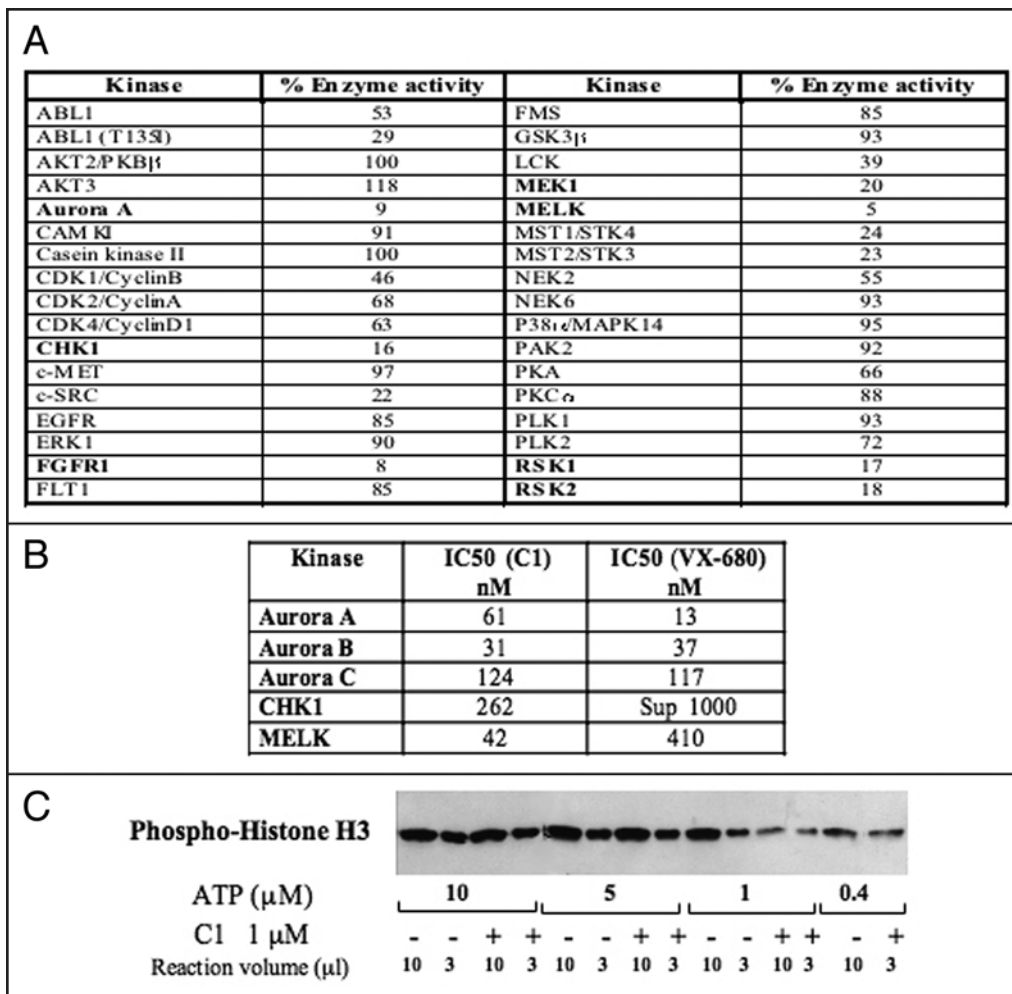 A
Kinase % Enzyme activity Kinase % Enzyme activity
ABL1 53 FMS 85
ABL1 (T135I) 29 GSK3β 93
AKT2/PKBβ 100 LCK 39
AKT3 118 MEK1 20
Aurora A 9 MELK 5
CAM KI 91 MST1/STK4 24
Casein kinase II 100 MST2/STK3 23
CDK1/CyclinB 46 NEK2 55
CDK2/CyclinA 68 NEK6 93
CDK4/CyclinD1 63 P38α/MAPK14 95
CHK1 16 PAK2 92
c-MET 97 PKA 66
c-SRC 22 PKCα 88
EGFR 85 PLK1 93
ERK1 90 PLK2 72
FGFR1 8 RSK1 17
FLT1 85 RSK2 18
B
Kinase IC50 (C1) IC50 (VX-680)
nM nM
Aurora A 61 13
Aurora B 31 37
Aurora C 124 117
CHK1 262 Sup 1000
MELK 42 410
C
Phospho-Histone H3
ATP (μM) 10 5 1 0.4
C1 1 μM - - + + - - + + - - + + - +
Reaction volume (μl) 10 3 10 3 10 3 10 3 10 3 10 3 10 3